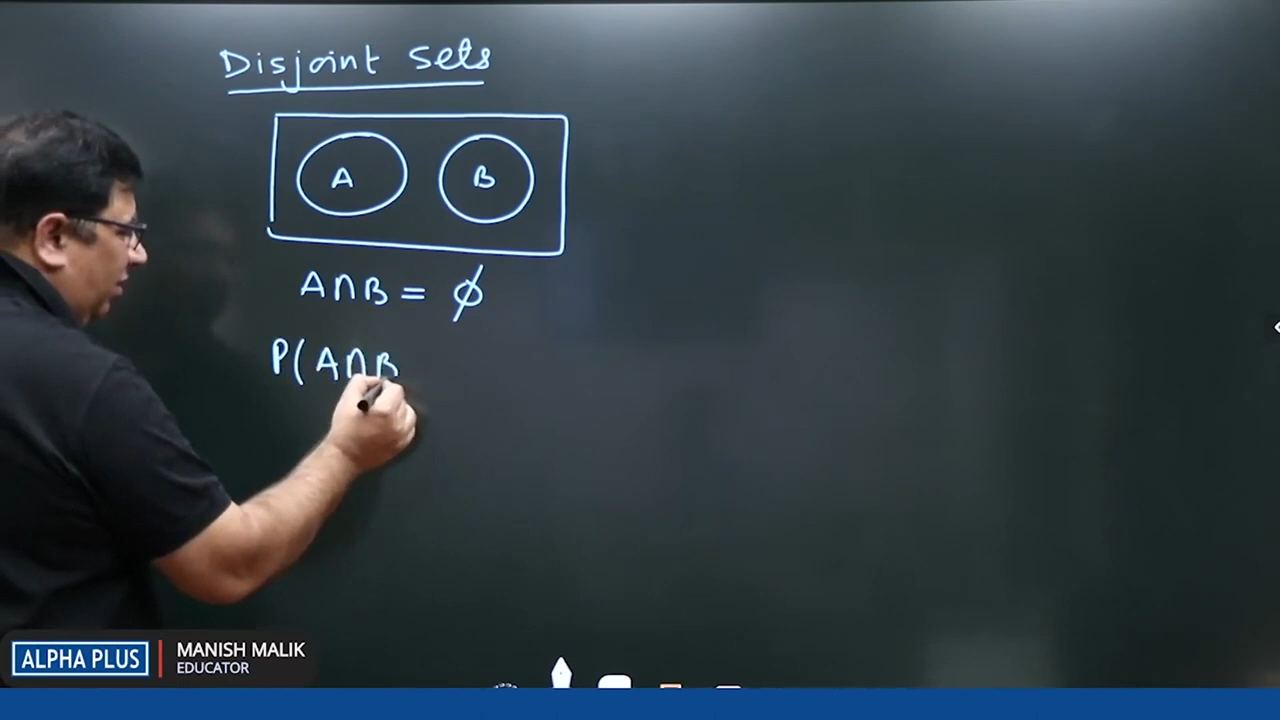 Disjoint Sets
A B
A∩B = ϕ
P(A∩B
ALPHA PLUS
MANISH MALIK
EDUCATOR